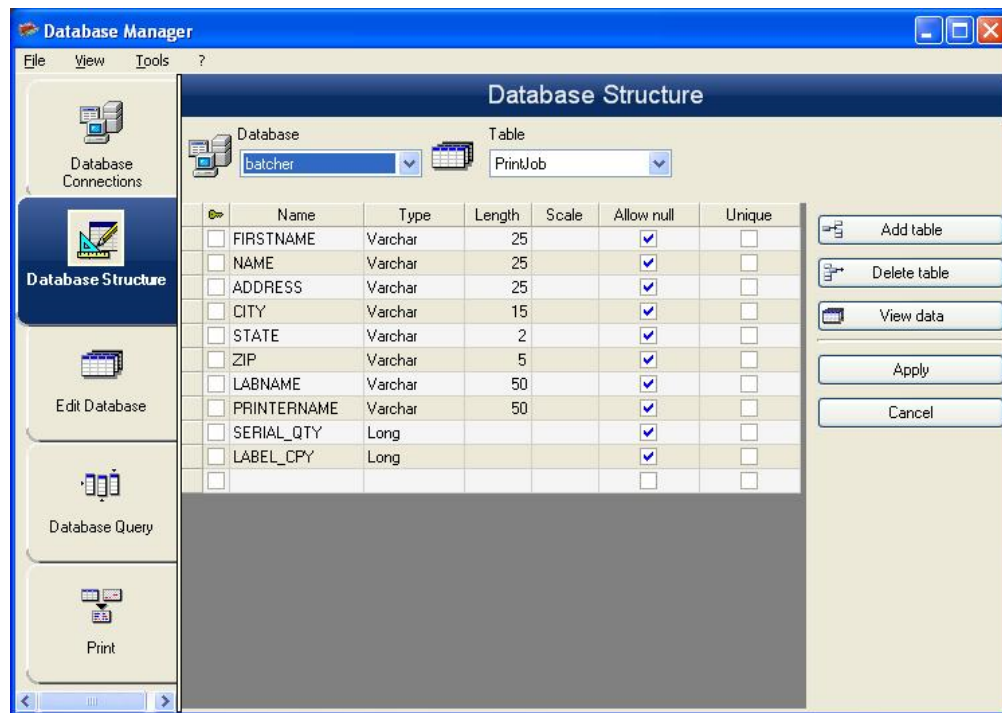 Database Manager
File View Tools ?
Database Connections
Database Structure
Edit Database
Database Query
Print
Database Structure
Database
batcher
Table
PrintJob
Name Type Length Scale Allow null Unique
FIRSTNAME Varchar 25
NAME Varchar 25
ADDRESS Varchar 25
CITY Varchar 15
STATE Varchar 2
ZIP Varchar 5
LABNAME Varchar 50
PRINTERNAME Varchar 50
SERIAL_QTY Long
LABEL_CPY Long
Add table
Delete table
View data
Apply
Cancel